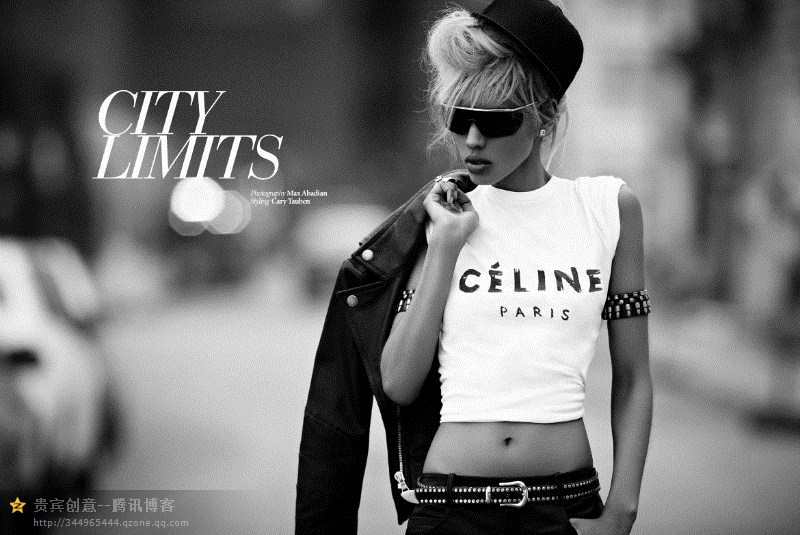 CITY
LIMITS
Photography Max Abadian
Styling Cary Tauben
CÉLINE
PARIS
贵宾创意--腾讯博客
http://344965444.qzone.qq.com